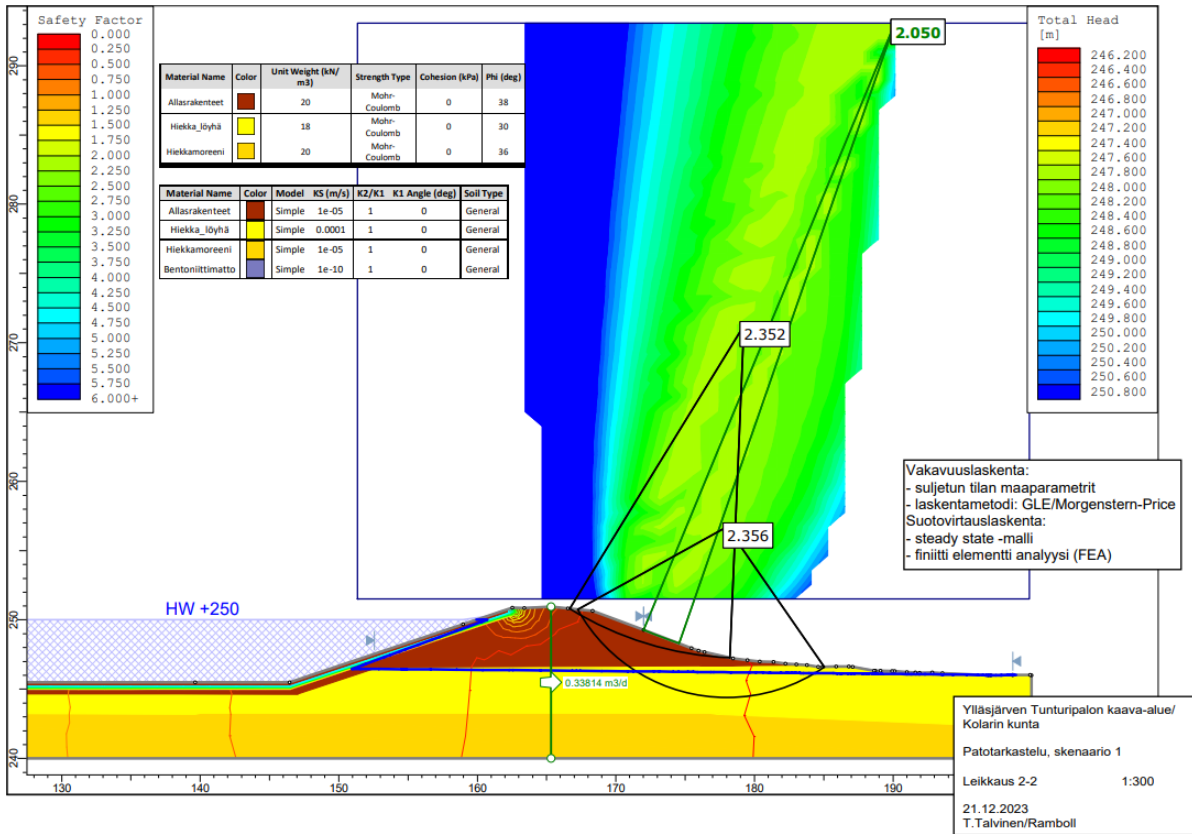 Safety Factor
0.000
0.250
0.500
0.750
1.000
1.250
1.500
1.750
2.000
2.250
2.500
2.750
3.000
3.250
3.500
3.750
4.000
4.250
4.500
4.750
5.000
5.250
5.500
5.750
6.000+
Material Name Color Unit Weight (kN/m3) Strength Type Cohesion (kPa) Phi (deg)
Allasrakenteet 20 Mohr-Coulomb 0 38
Hiekka_löyhä 18 Mohr-Coulomb 0 30
Hiekkamoreeni 20 Mohr-Coulomb 0 36
Material Name Color Model KS (m/s) K2/K1 K1 Angle (deg) Soil Type
Allasrakenteet Simple 1e-05 1 0 General
Hiekka_löyhä Simple 0.0001 1 0 General
Hiekkamoreeni Simple 1e-05 1 0 General
Bentoniittimatto Simple 1e-10 1 0 General
2.050
2.352
2.356
Total Head
[m]
246.200
246.400
246.600
246.800
247.000
247.200
247.400
247.600
247.800
248.000
248.200
248.400
248.600
248.800
249.000
249.200
249.400
249.600
249.800
250.000
250.200
250.400
250.600
250.800
Vakavuuslaskenta:
- suljetun tilan maaparametrit
- laskentametodi: GLE/Morgenstern-Price
Suotovirtauslaskenta:
- steady state -malli
- finiitti elementti analyysi (FEA)
HW +250
0.33814 m3/d
290
280
270
260
250
240
130 140 150 160 170 180 190
Ylläsjärven Tunturipalon kaava-alue/
Kolarin kunta
Patotarkastelu, skenaario 1
Leikkaus 2-2 1:300
21.12.2023
T.Talvinen/Ramboll